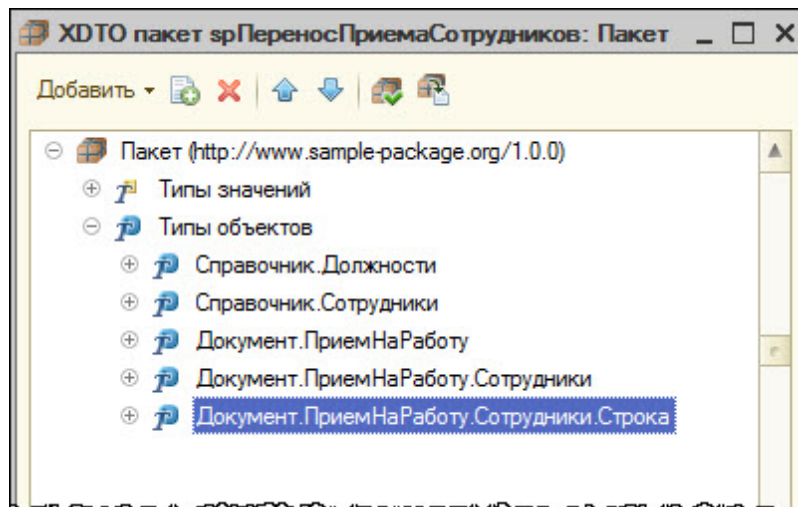 XDTO пакет spПереносПриемаСотрудников: Пакет
Добавить
Пакет (http://www.sample-package.org/1.0.0)
Типы значений
Типы объектов
Справочник.Должности
Справочник.Сотрудники
Документ.ПриемНаРаботу
Документ.ПриемНаРаботу.Сотрудники
Документ.ПриемНаРаботу.Сотрудники.Строка